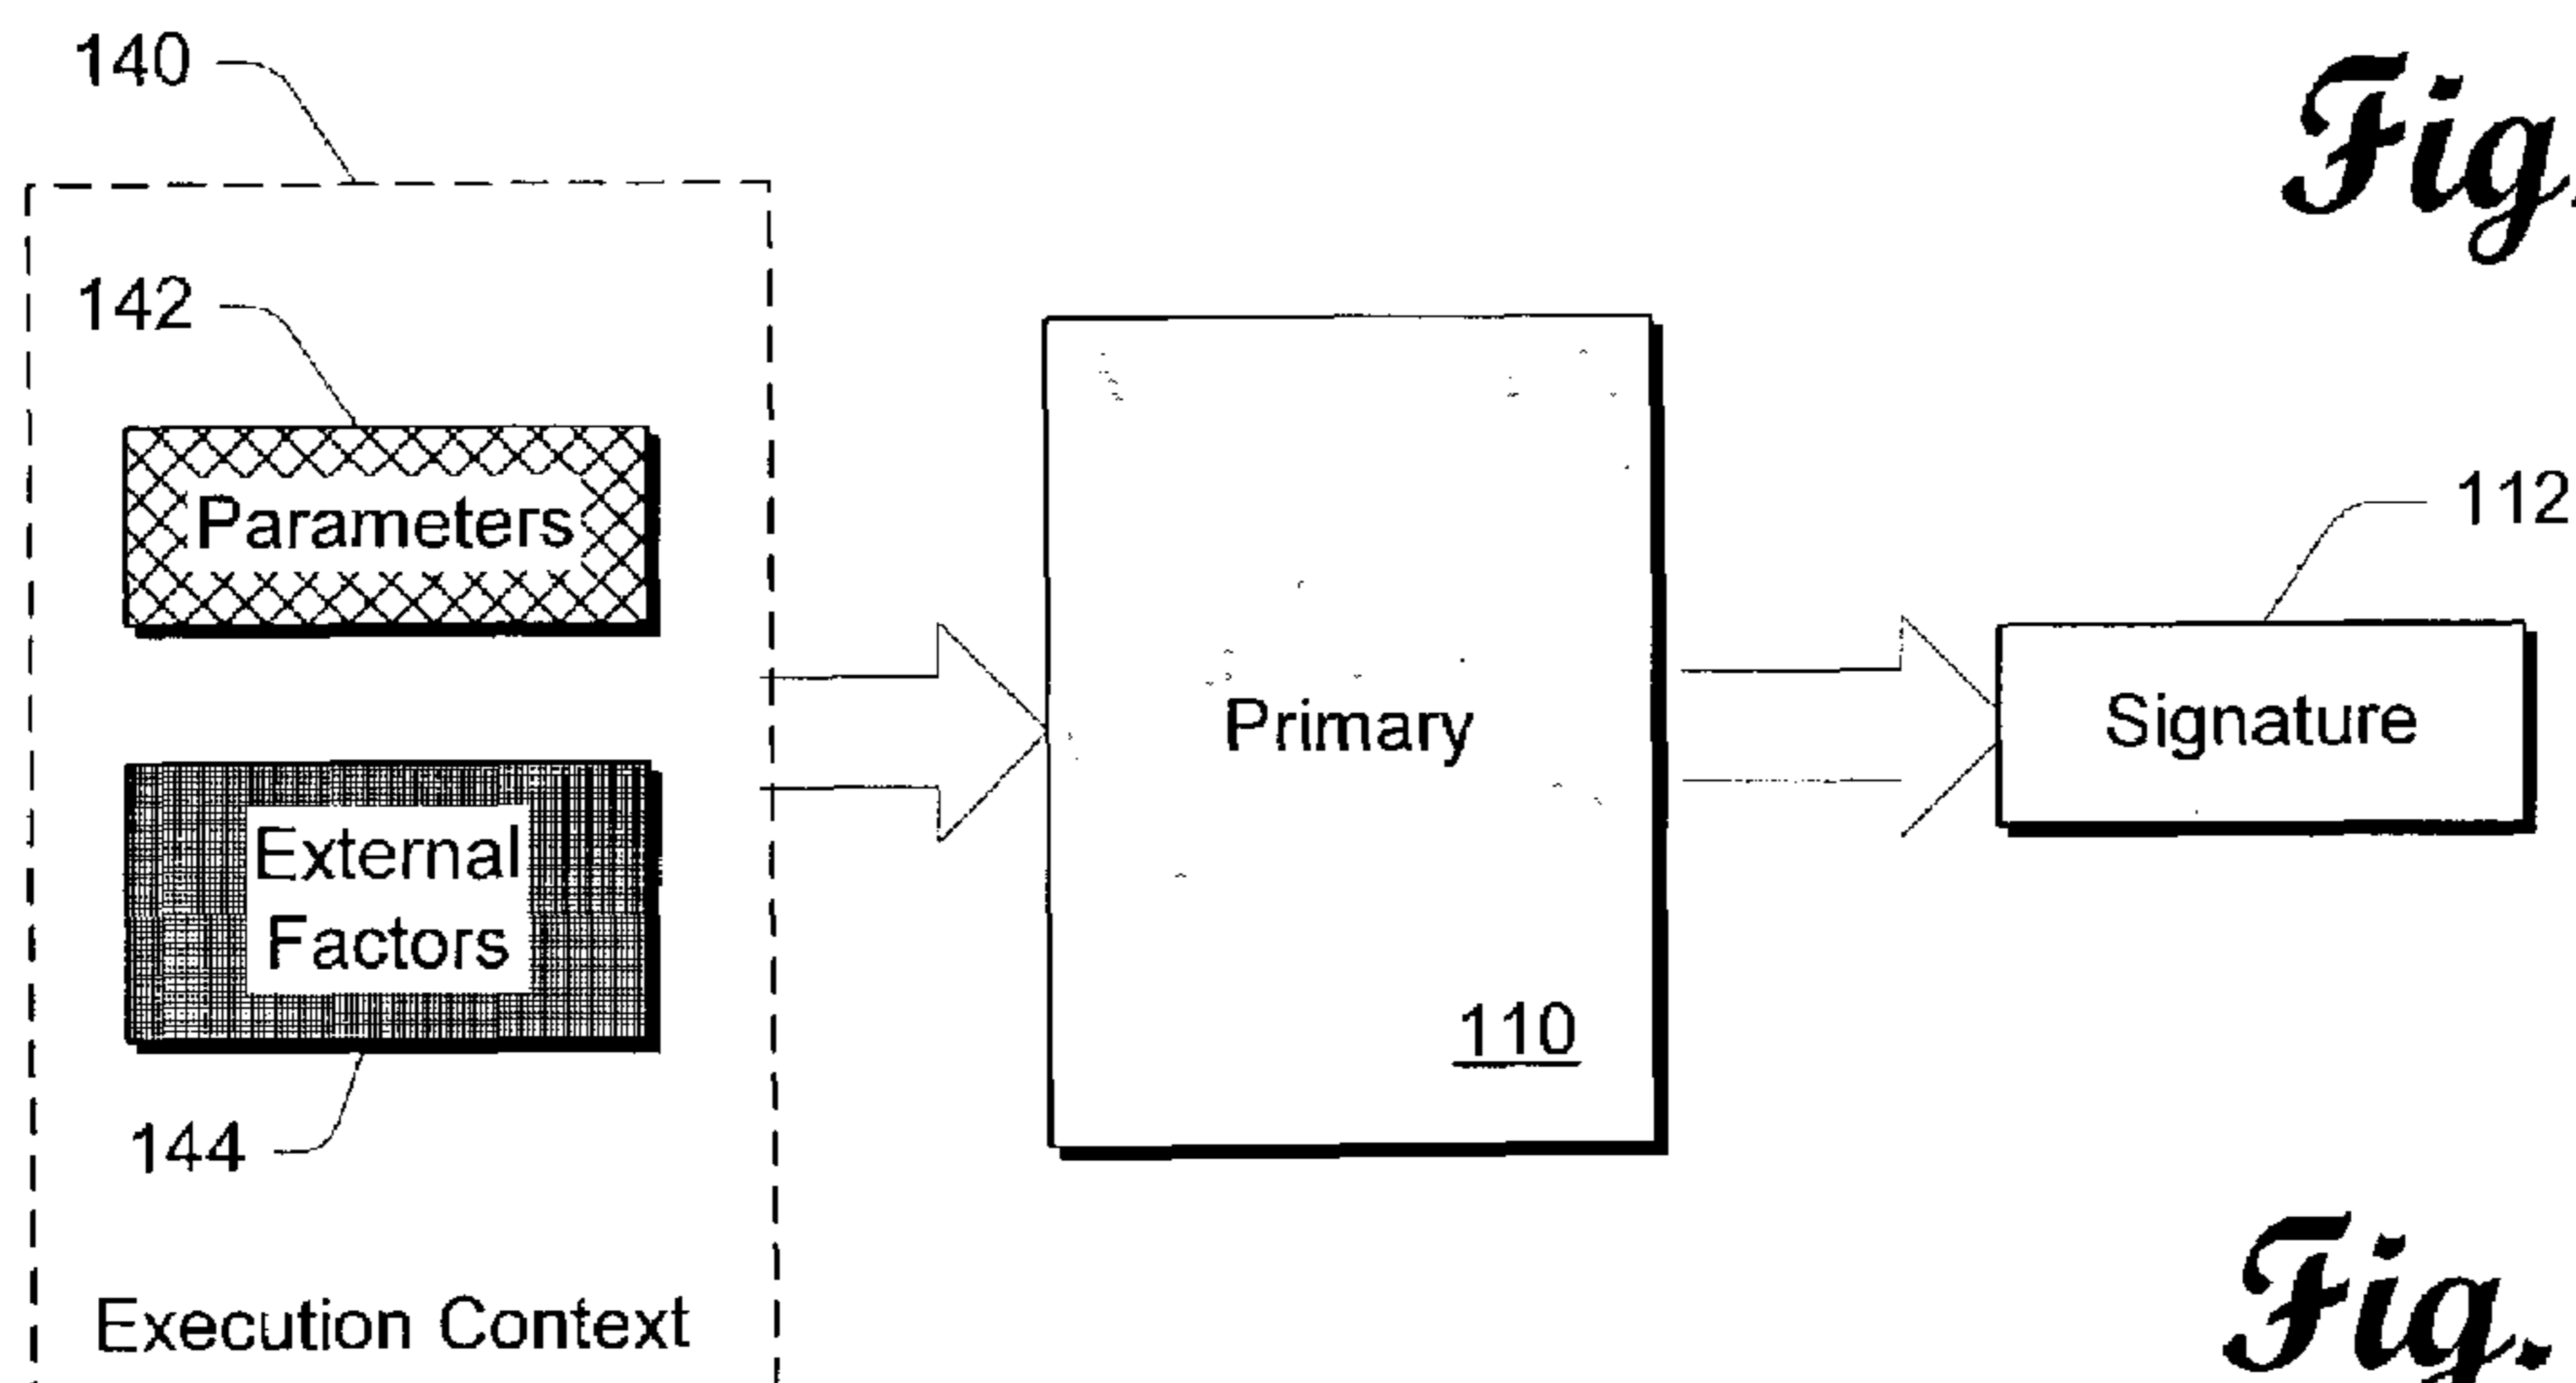 140
Fig.
142
Parameters
112
Primary
Signature
External
Factors
110
144
Execution Context
Fig.